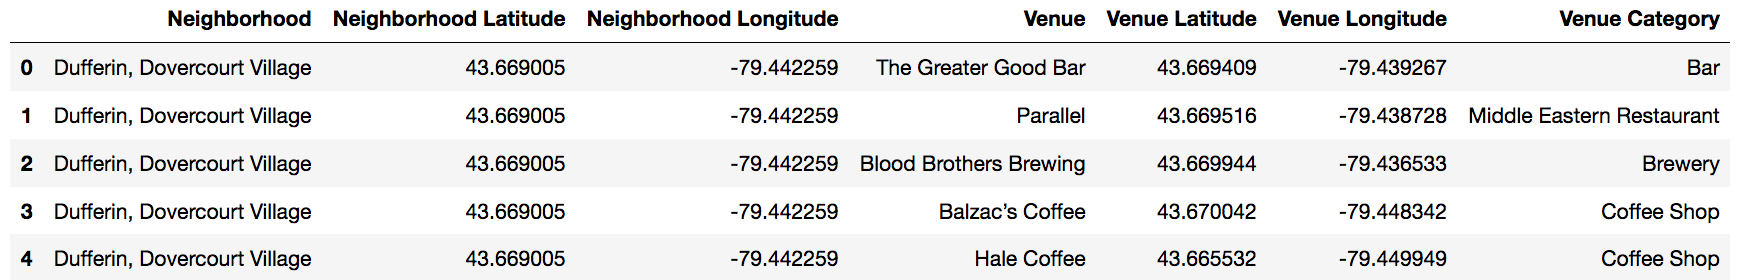 Neighborhood Neighborhood Latitude Neighborhood Longitude Venue Venue Latitude Venue Longitude Venue Category
0 Dufferin, Dovercourt Village 43.669005 -79.442259 The Greater Good Bar 43.669409 -79.439267 Bar
1 Dufferin, Dovercourt Village 43.669005 -79.442259 Parallel 43.669516 -79.438728 Middle Eastern Restaurant
2 Dufferin, Dovercourt Village 43.669005 -79.442259 Blood Brothers Brewing 43.669944 -79.436533 Brewery
3 Dufferin, Dovercourt Village 43.669005 -79.442259 Balzac’s Coffee 43.670042 -79.448342 Coffee Shop
4 Dufferin, Dovercourt Village 43.669005 -79.442259 Hale Coffee 43.665532 -79.449949 Coffee Shop